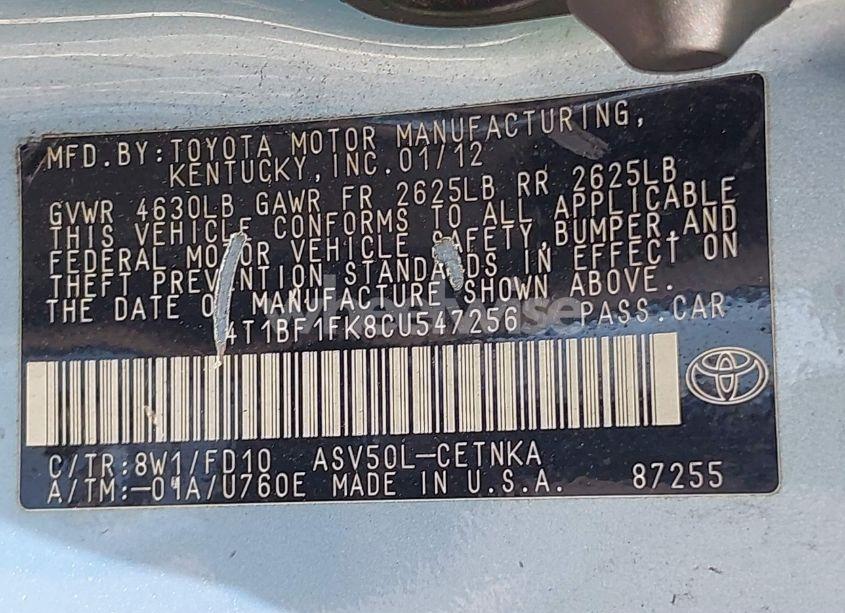 MFD.BY:TOYOTA MOTOR MANUFACTURING,
KENTUCKY,INC.01/12
GVWR 4630LB GAWR FR 2625LB RR 2625LB
THIS VEHICLE CONFORMS TO ALL APPLICABLE
FEDERAL MOTOR VEHICLE SAFETY,BUMPER,AND
THEFT PREVENTION STANDARDS IN EFFECT ON
THE DATE OF MANUFACTURE SHOWN ABOVE.
4T1BF1FK8CU547256 PASS.CAR
C/TR:8W1/FD10 ASV50L-CETNKA
A/TM:-01A/U760E MADE IN U.S.A. 87255